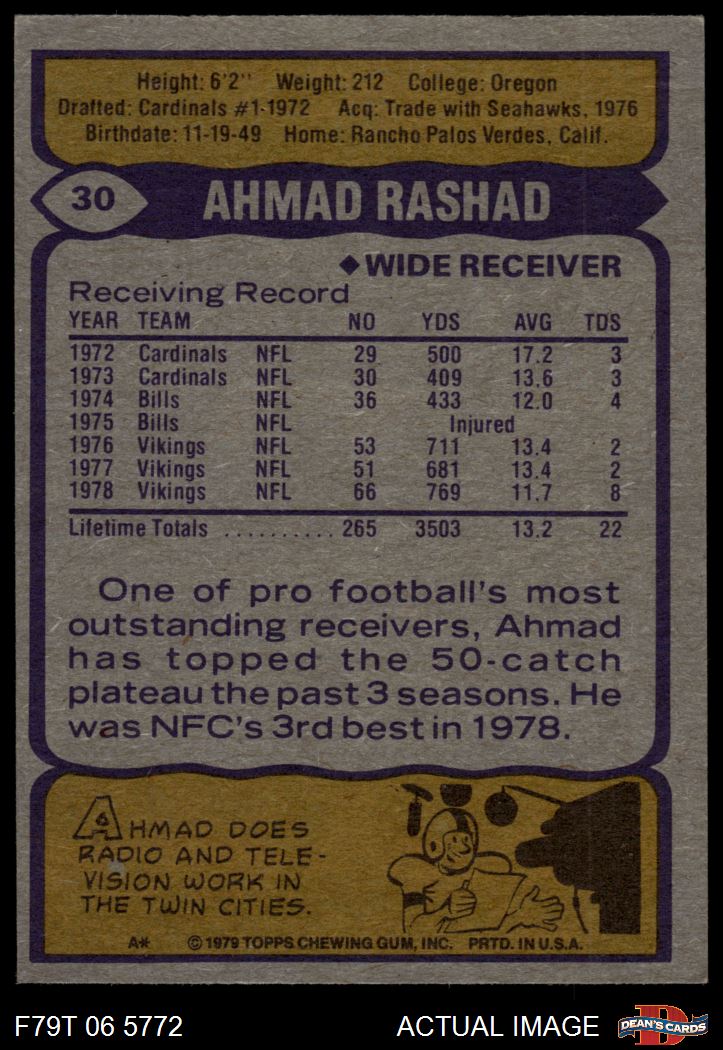 Height: 6'2" Weight: 212 College: Oregon
Drafted: Cardinals #1-1972 Acq: Trade with Seahawks, 1976
Birthdate: 11-19-49 Home: Rancho Palos Verdes, Calif.
30 AHMAD RASHAD
◆WIDE RECEIVER
Receiving Record
YEAR TEAM NO YDS AVG TDS
1972 Cardinals NFL 29 500 17.2 3
1973 Cardinals NFL 30 409 13.6 3
1974 Bills NFL 36 433 12.0 4
1975 Bills NFL Injured
1976 Vikings NFL 53 711 13.4 2
1977 Vikings NFL 51 681 13.4 2
1978 Vikings NFL 66 769 11.7 8
Lifetime Totals .......... 265 3503 13.2 22
One of pro football's most
outstanding receivers, Ahmad
has topped the 50-catch
plateau the past 3 seasons. He
was NFC's 3rd best in 1978.
AHMAD DOES
RADIO AND TELE-
VISION WORK IN
THE TWIN CITIES.
A* © 1979 TOPPS CHEWING GUM, INC. PRTD. IN U.S.A.
F79T 06 5772 ACTUAL IMAGE D DEAN'S CARDS